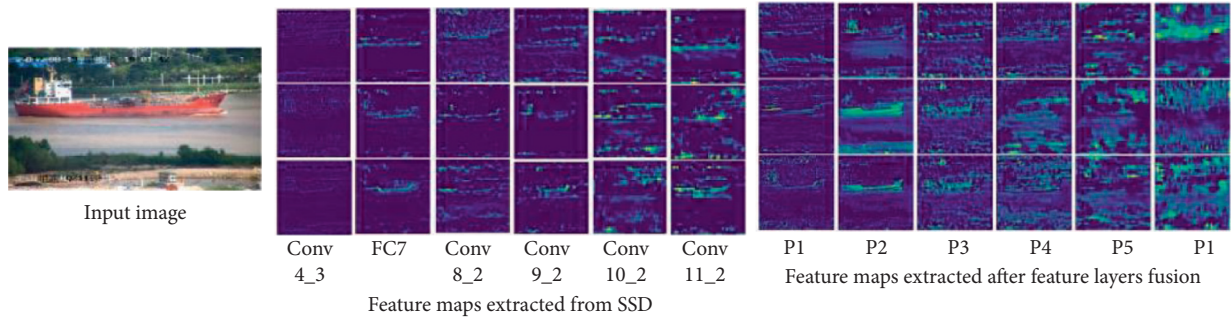 Input image
Conv FC7 Conv Conv Conv Conv
4_3 8_2 9_2 10_2 11_2
Feature maps extracted from SSD
P1 P2 P3 P4 P5 P1
Feature maps extracted after feature layers fusion